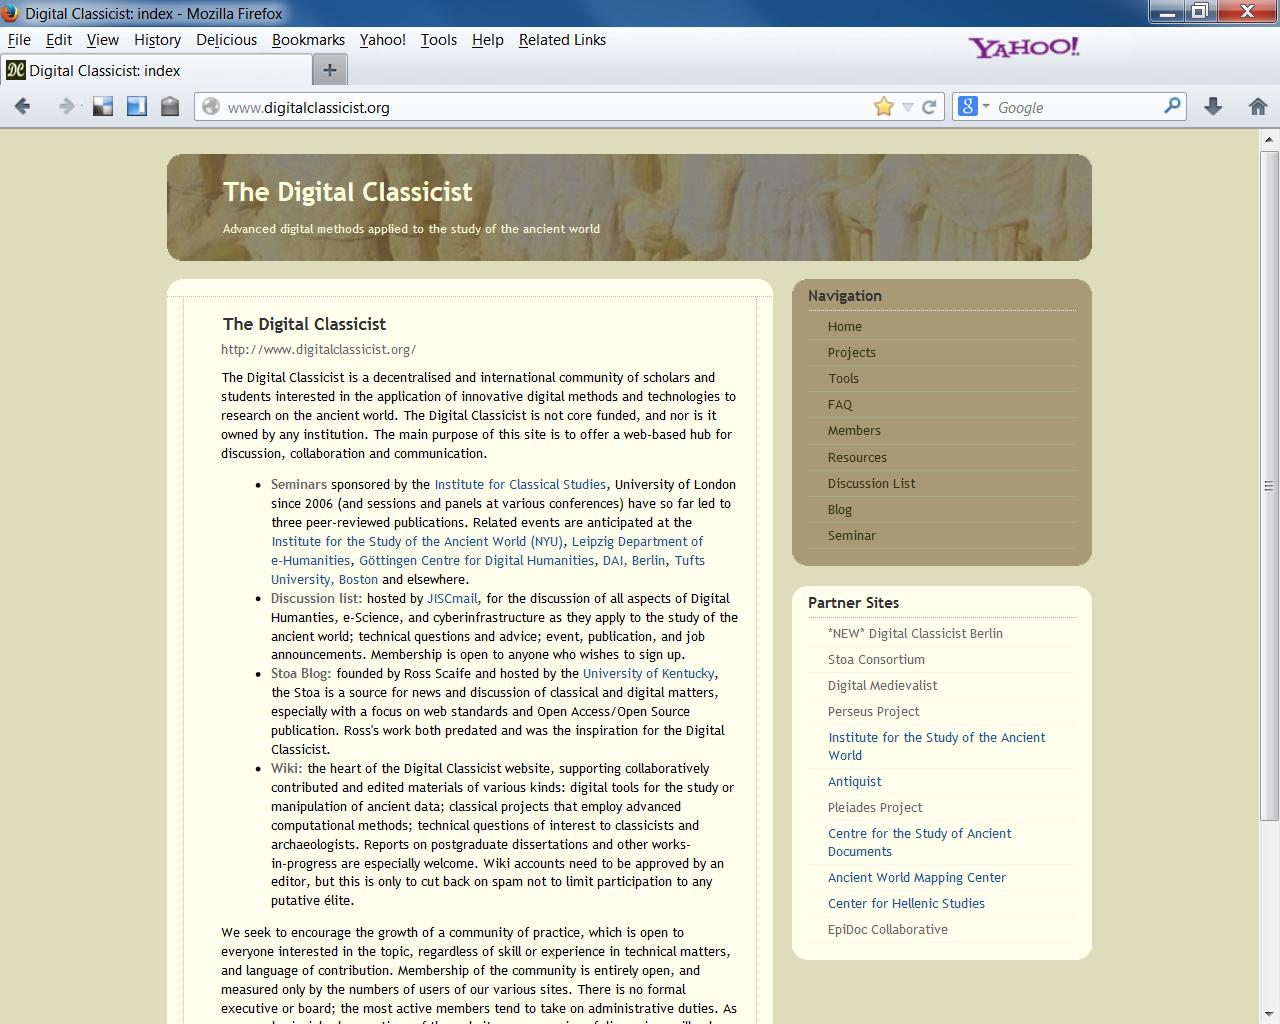 Digital Classicist: index - Mozilla Firefox
File Edit View History Delicious Bookmarks Yahoo! Tools Help Related Links
YAHOO!
DC Digital Classicist: index
www.digitalclassicist.org
8 Google
The Digital Classicist
Advanced digital methods applied to the study of the ancient world
The Digital Classicist
http://www.digitalclassicist.org/
The Digital Classicist is a decentralised and international community of scholars and
students interested in the application of innovative digital methods and technologies to
research on the ancient world. The Digital Classicist is not core funded, and nor is it
owned by any institution. The main purpose of this site is to offer a web-based hub for
discussion, collaboration and communication.
• Seminars sponsored by the Institute for Classical Studies, University of London
since 2006 (and sessions and panels at various conferences) have so far led to
three peer-reviewed publications. Related events are anticipated at the
Institute for the Study of the Ancient World (NYU), Leipzig Department of
e-Humanities, Göttingen Centre for Digital Humanities, DAI, Berlin, Tufts
University, Boston and elsewhere.
• Discussion list: hosted by JISCmail, for the discussion of all aspects of Digital
Humanities, e-Science, and cyberinfrastructure as they apply to the study of the
ancient world; technical questions and advice; event, publication, and job
announcements. Membership is open to anyone who wishes to sign up.
• Stoa Blog: founded by Ross Scaife and hosted by the University of Kentucky,
the Stoa is a source for news and discussion of classical and digital matters,
especially with a focus on web standards and Open Access/Open Source
publication. Ross's work both predated and was the inspiration for the Digital
Classicist.
• Wiki: the heart of the Digital Classicist website, supporting collaboratively
contributed and edited materials of various kinds: digital tools for the study or
manipulation of ancient data; classical projects that employ advanced
computational methods; technical questions of interest to classicists and
archaeologists. Reports on postgraduate dissertations and other works-
in-progress are especially welcome. Wiki accounts need to be approved by an
editor, but this is only to cut back on spam not to limit participation to any
putative élite.
We seek to encourage the growth of a community of practice, which is open to
everyone interested in the topic, regardless of skill or experience in technical matters,
and language of contribution. Membership of the community is entirely open, and
measured only by the numbers of users of our various sites. There is no formal
executive or board; the most active members tend to take on administrative duties. As
Navigation
Home
Projects
Tools
FAQ
Members
Resources
Discussion List
Blog
Seminar
Partner Sites
*NEW* Digital Classicist Berlin
Stoa Consortium
Digital Medievalist
Perseus Project
Institute for the Study of the Ancient
World
Antiquist
Pleiades Project
Centre for the Study of Ancient
Documents
Ancient World Mapping Center
Center for Hellenic Studies
EpiDoc Collaborative